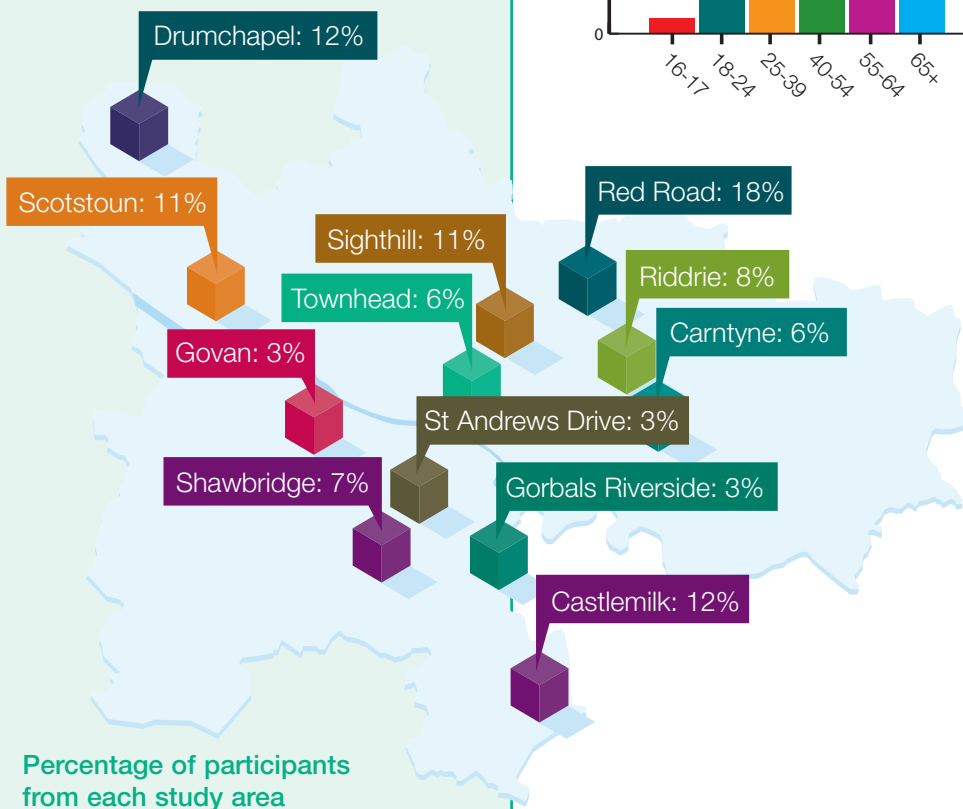 0
16-17
18-24
25-39
40-54
55-64
65+
Drumchapel: 12%
Red Road: 18%
Scotstoun: 11%
Sighthill: 11%
Riddrie: 8%
Townhead: 6%
Carntyne: 6%
Govan: 3%
St Andrews Drive: 3%
Shawbridge: 7%
Gorbals Riverside: 3%
Castlemilk: 12%
Percentage of participants
from each study area